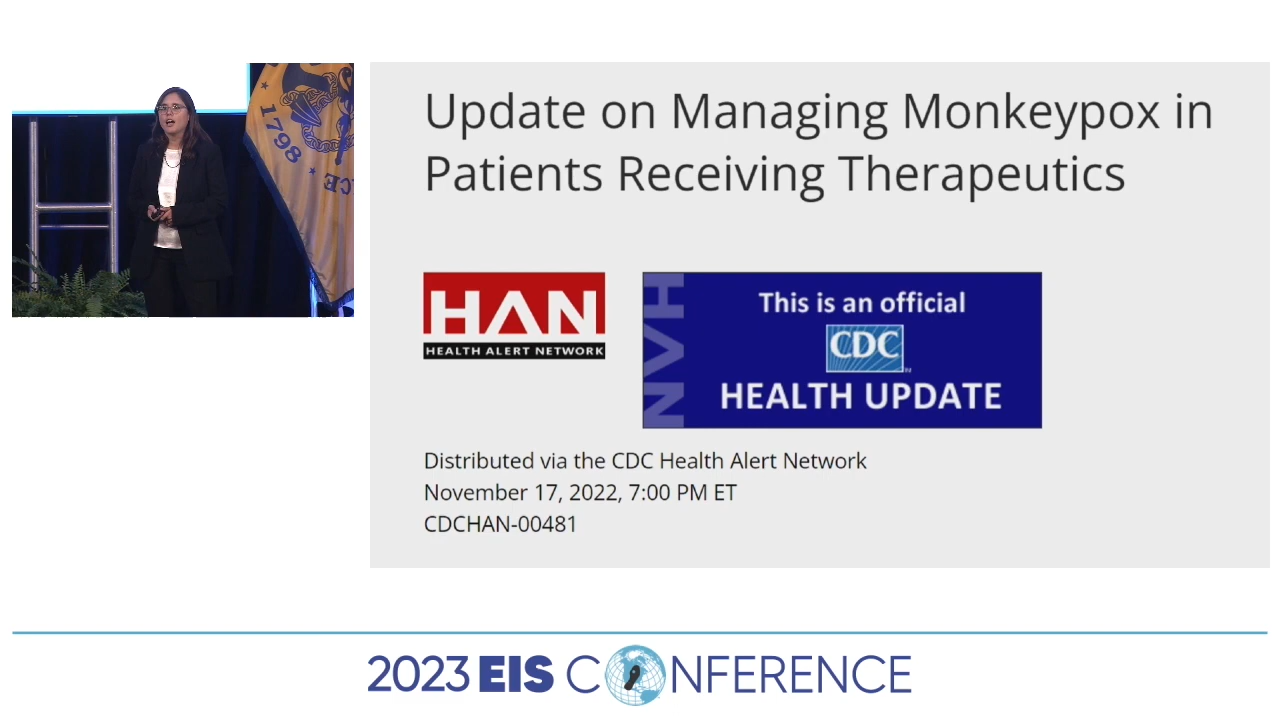 1798
Update on Managing Monkeypox in
Patients Receiving Therapeutics
HAN
HEALTH ALERT NETWORK
HAN
This is an official
CDC
HEALTH UPDATE
Distributed via the CDC Health Alert Network
November 17, 2022, 7:00 PM ET
CDCHAN-00481
2023 EIS CONFERENCE